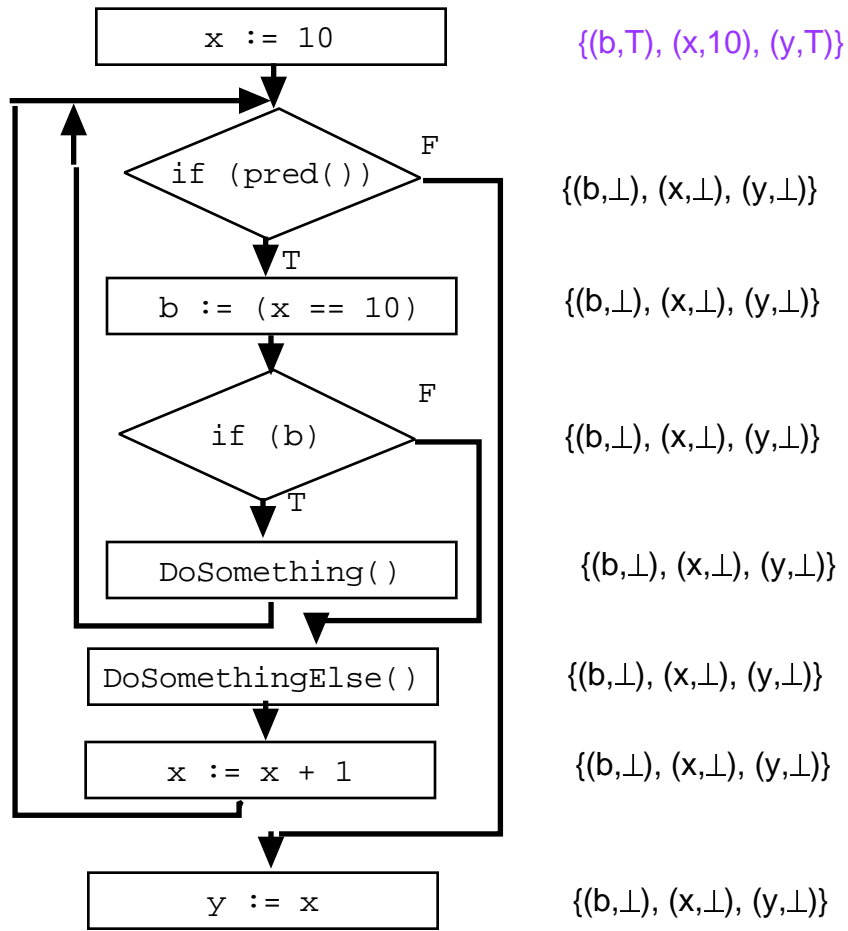 x := 10
{(b,T), (x,10), (y,T)}
F
if (pred())
{(b,⊥), (x,⊥), (y,⊥)}
T
b := (x == 10)
{(b,⊥), (x,⊥), (y,⊥)}
F
if (b)
{(b,⊥), (x,⊥), (y,⊥)}
T
DoSomething()
{(b,⊥), (x,⊥), (y,⊥)}
DoSomethingElse()
{(b,⊥), (x,⊥), (y,⊥)}
x := x + 1
{(b,⊥), (x,⊥), (y,⊥)}
y := x
{(b,⊥), (x,⊥), (y,⊥)}